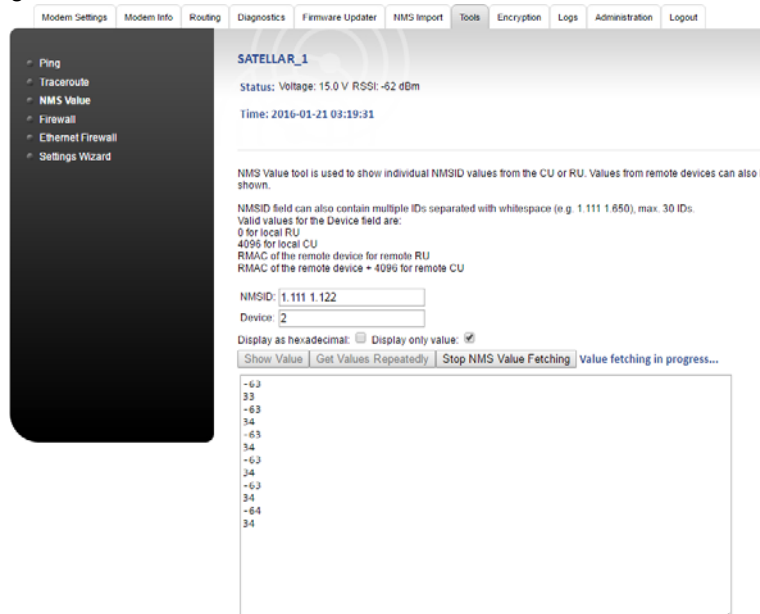 Modem Settings Modem Info Routing Diagnostics Firmware Updater NMS Import Tools Encryption Logs Administration Logout
Ping
Traceroute
NMS Value
Firewall
Ethernet Firewall
Settings Wizard
SATELLAR_1
Status: Voltage: 15.0 V RSSI: -62 dBm
Time: 2016-01-21 03:19:31
NMS Value tool is used to show individual NMSID values from the CU or RU. Values from remote devices can also
shown.
NMSID field can also contain multiple IDs separated with whitespace (e.g. 1.111 1.650), max. 30 IDs.
Valid values for the Device field are:
0 for local RU
4096 for local CU
RMAC of the remote device for remote RU
RMAC of the remote device + 4096 for remote CU
NMSID: 1.111 1.122
Device: 2
Display as hexadecimal: Display only value:
Show Value Get Values Repeatedly Stop NMS Value Fetching Value fetching in progress...
-63
33
-63
34
-63
34
-63
34
-63
34
-64
34